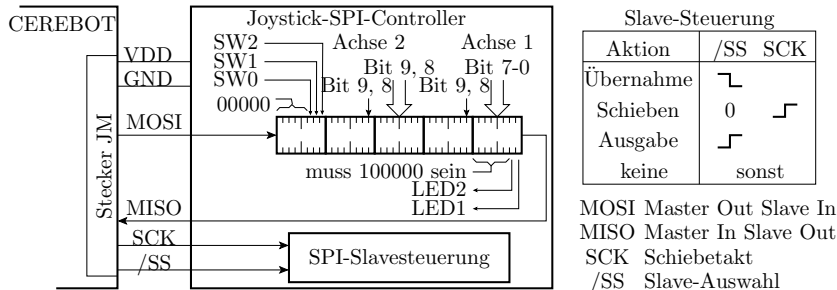 CEREBOT
Stecker JM
VDD
GND
MOSI
MISO
SCK
/SS
Joystick-SPI-Controller
SW2
SW1
SW0
00000
Achse 2
Achse 1
Bit 9, 8
Bit 7-0
Bit 9, 8
Bit 9, 8
muss 100000 sein
LED2
LED1
SPI-Slavesteuerung
Slave-Steuerung
Aktion /SS SCK
Übernahme
Schieben 0
Ausgabe
keine sonst
MOSI Master Out Slave In
MISO Master In Slave Out
SCK Schiebetakt
/SS Slave-Auswahl